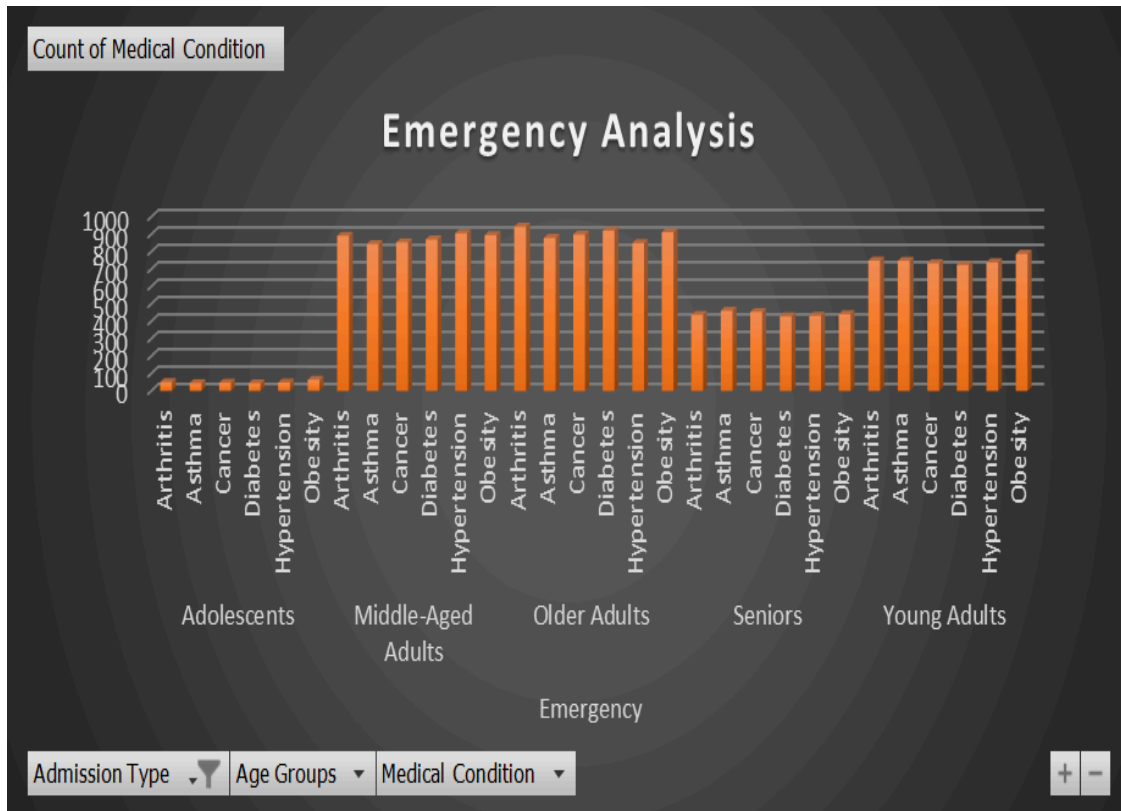 Count of Medical Condition
Emergency Analysis
1000
900
800
700
600
500
400
300
200
100
0
Arthritis
Asthma
Cancer
Diabetes
Hypertension
Obesity
Arthritis
Asthma
Cancer
Diabetes
Hypertension
Obesity
Arthritis
Asthma
Cancer
Diabetes
Hypertension
Obesity
Arthritis
Asthma
Cancer
Diabetes
Hypertension
Obesity
Arthritis
Asthma
Cancer
Diabetes
Hypertension
Obesity
Adolescents
Middle-Aged
Adults
Older Adults
Seniors
Young Adults
Emergency
Admission Type
Age Groups
Medical Condition
+ −